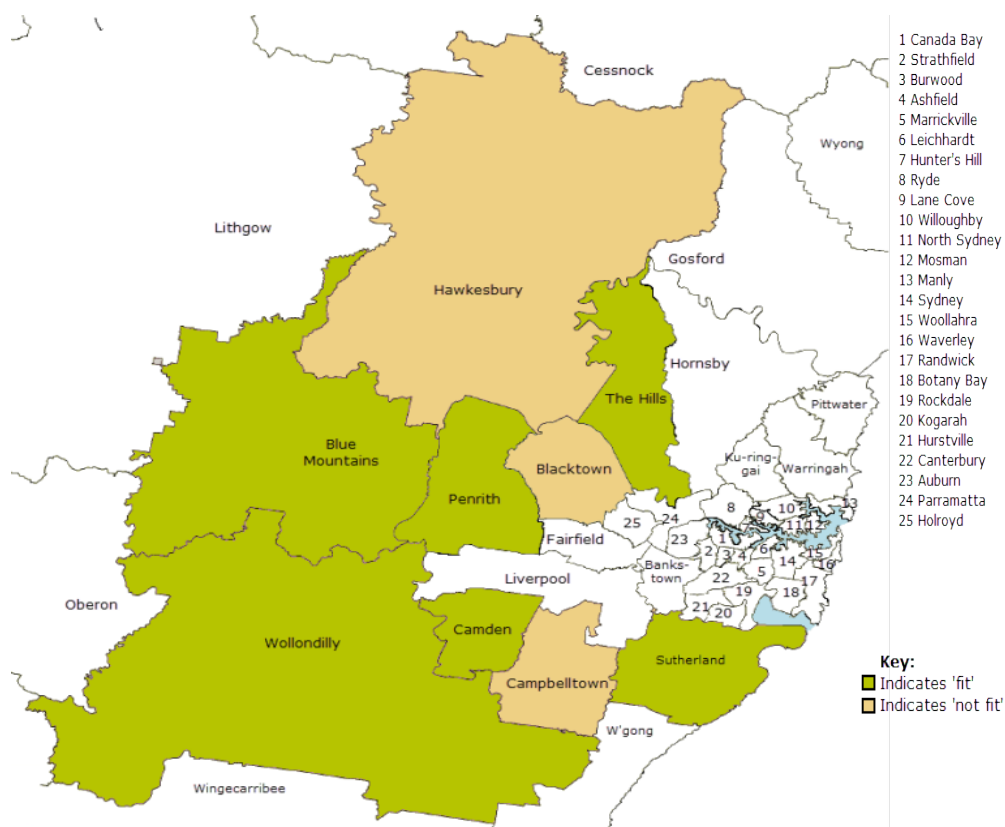 Cessnock
Wyong
Lithgow
Gosford
Hawkesbury
Hornsby
The Hills
Pittwater
Blue
Mountains
Ku-ring-
gai
Warringah
Blacktown
Penrith
8
10
13
9
11
12
25
24
Fairfield
23
1
2
3
4
6
14
15
16
Banks-
town
Liverpool
22
5
17
19
18
21
20
Oberon
Wollondilly
Camden
Sutherland
Campbelltown
W'gong
Wingecarribee
1 Canada Bay
2 Strathfield
3 Burwood
4 Ashfield
5 Marrickville
6 Leichhardt
7 Hunter's Hill
8 Ryde
9 Lane Cove
10 Willoughby
11 North Sydney
12 Mosman
13 Manly
14 Sydney
15 Woollahra
16 Waverley
17 Randwick
18 Botany Bay
19 Rockdale
20 Kogarah
21 Hurstville
22 Canterbury
23 Auburn
24 Parramatta
25 Holroyd
Key:
Indicates 'fit'
Indicates 'not fit'